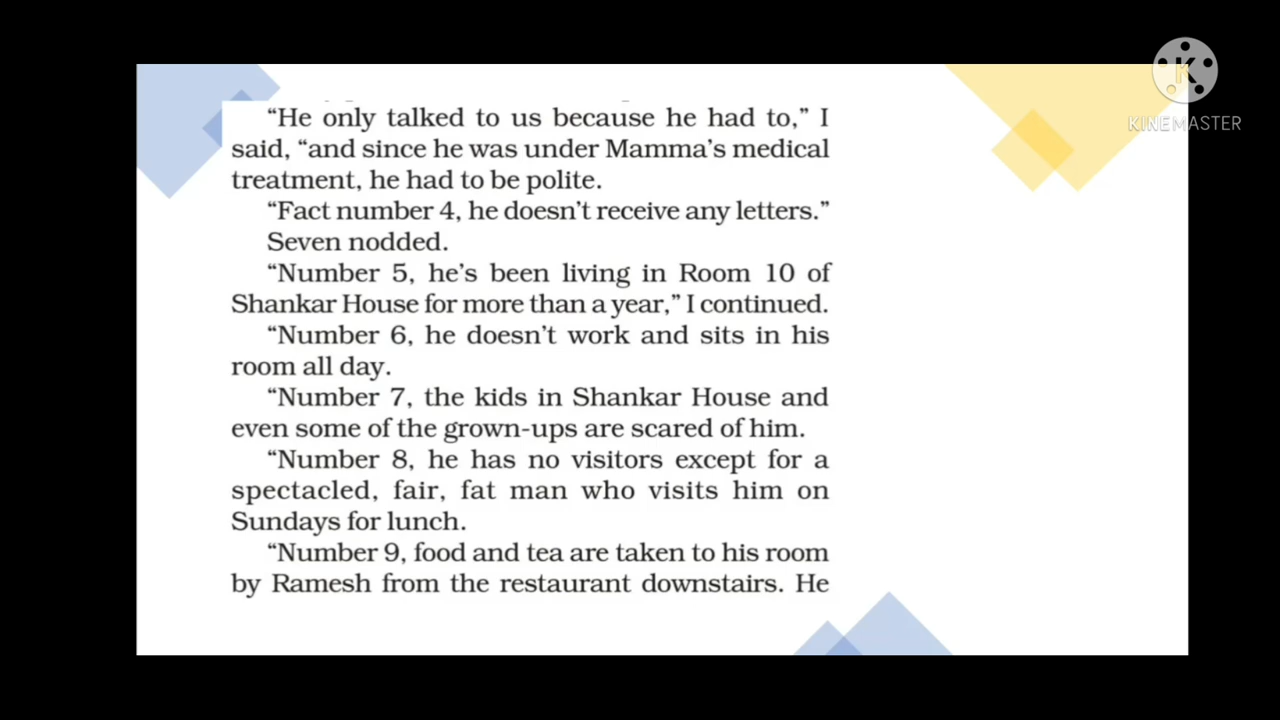 KINEMASTER
“He only talked to us because he had to,” I
said, “and since he was under Mamma’s medical
treatment, he had to be polite.
“Fact number 4, he doesn’t receive any letters.”
Seven nodded.
“Number 5, he’s been living in Room 10 of
Shankar House for more than a year,” I continued.
“Number 6, he doesn’t work and sits in his
room all day.
“Number 7, the kids in Shankar House and
even some of the grown-ups are scared of him.
“Number 8, he has no visitors except for a
spectacled, fair, fat man who visits him on
Sundays for lunch.
“Number 9, food and tea are taken to his room
by Ramesh from the restaurant downstairs. He